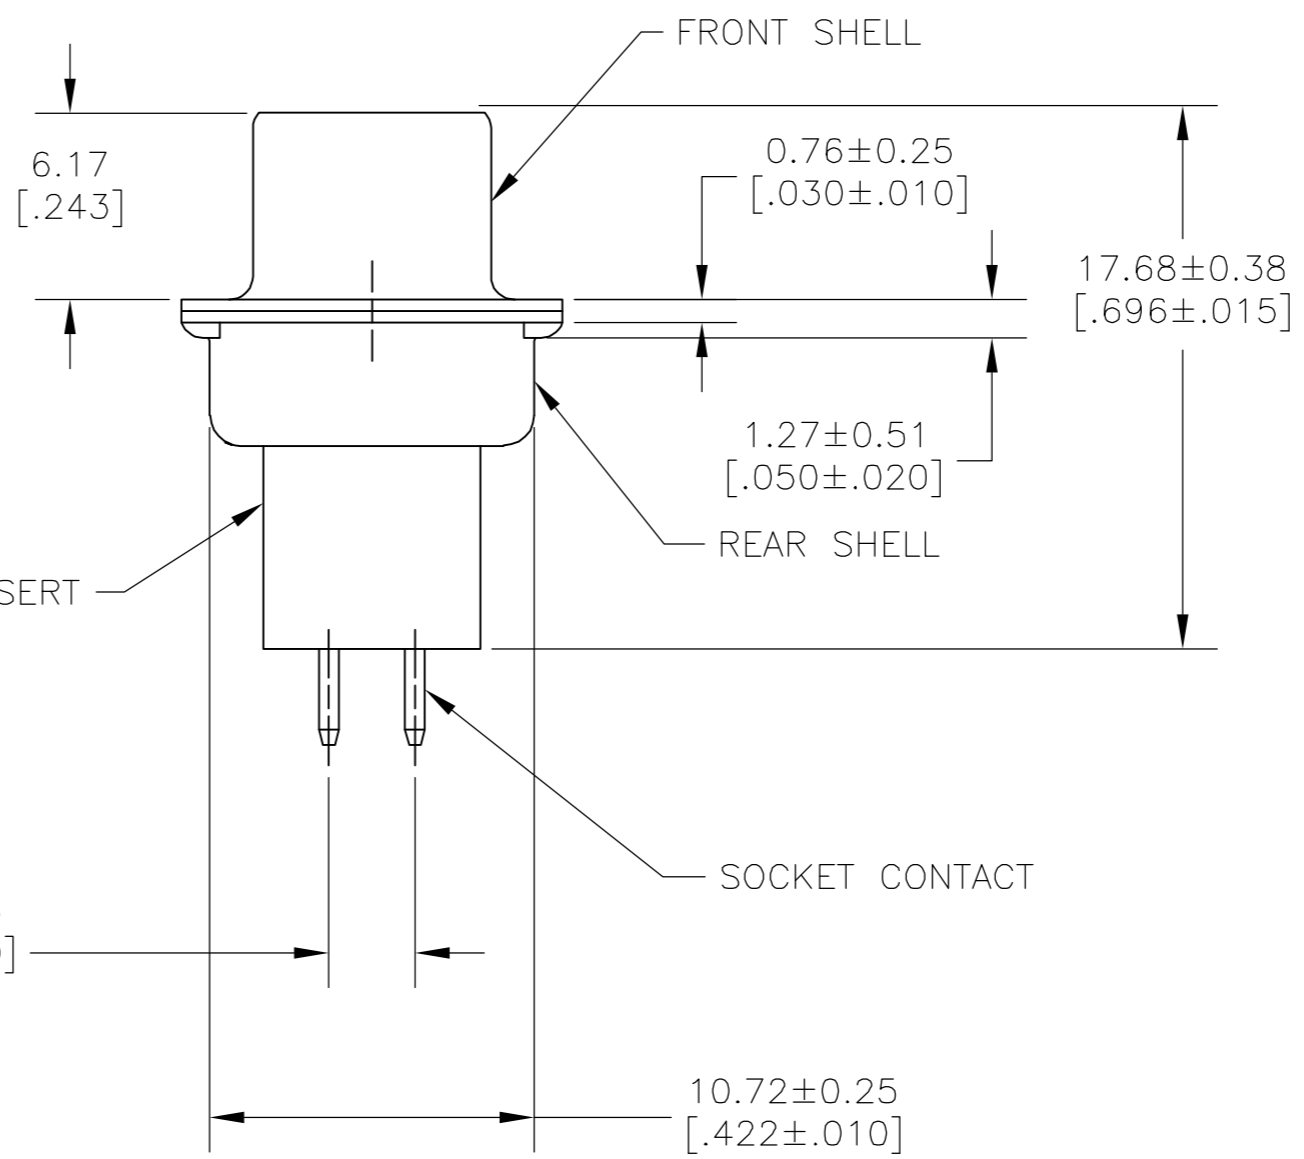 FRONT SHELL
6.17
[.243]
0.76±0.25
[.030±.010]
17.68±0.38
[.696±.015]
1.27±0.51
[.050±.020]
REAR SHELL
SERT
SOCKET CONTACT
]
10.72±0.25
[.422±.010]